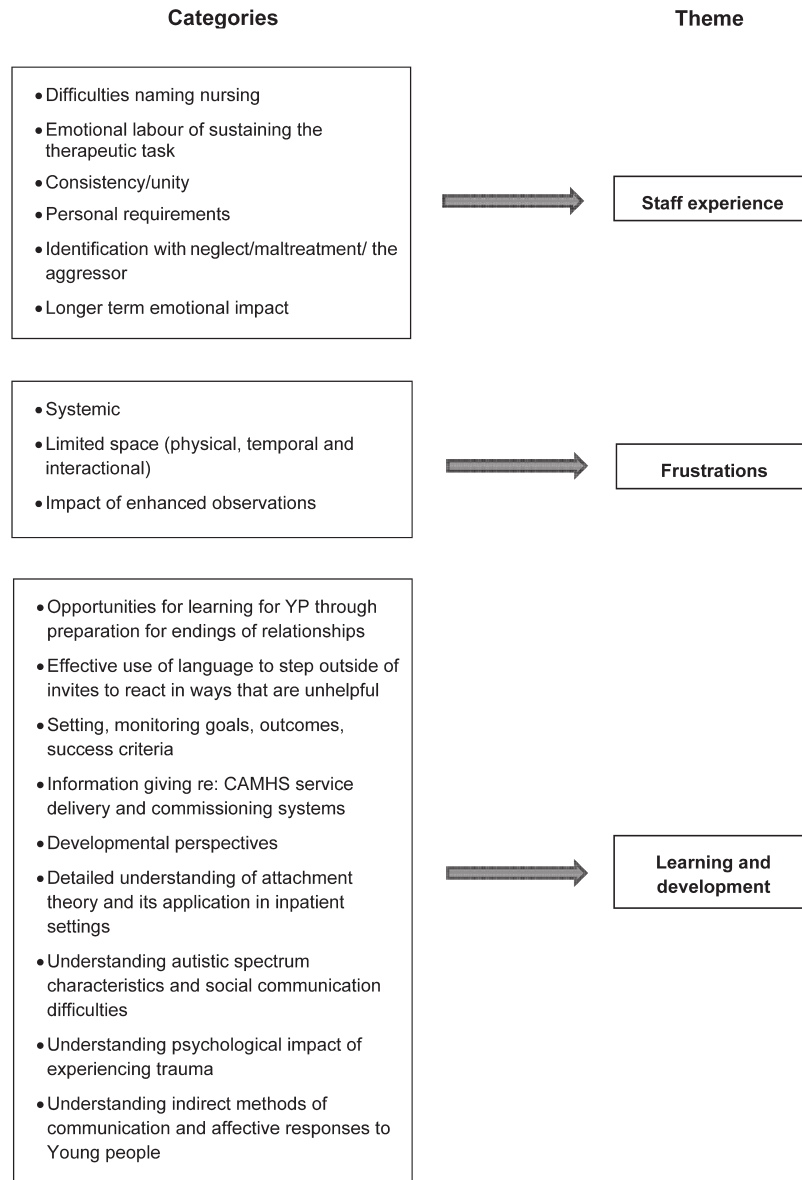 Categories
Theme
• Difficulties naming nursing
• Emotional labour of sustaining the
therapeutic task
• Consistency/unity
• Personal requirements
• Identification with neglect/maltreatment/ the
aggressor
• Longer term emotional impact
Staff experience
• Systemic
• Limited space (physical, temporal and
interactional)
• Impact of enhanced observations
Frustrations
• Opportunities for learning for YP through
preparation for endings of relationships
• Effective use of language to step outside of
invites to react in ways that are unhelpful
• Setting, monitoring goals, outcomes,
success criteria
• Information giving re: CAMHS service
delivery and commissioning systems
• Developmental perspectives
• Detailed understanding of attachment
theory and its application in inpatient
settings
• Understanding autistic spectrum
characteristics and social communication
difficulties
• Understanding psychological impact of
experiencing trauma
• Understanding indirect methods of
communication and affective responses to
Young people
Learning and
development